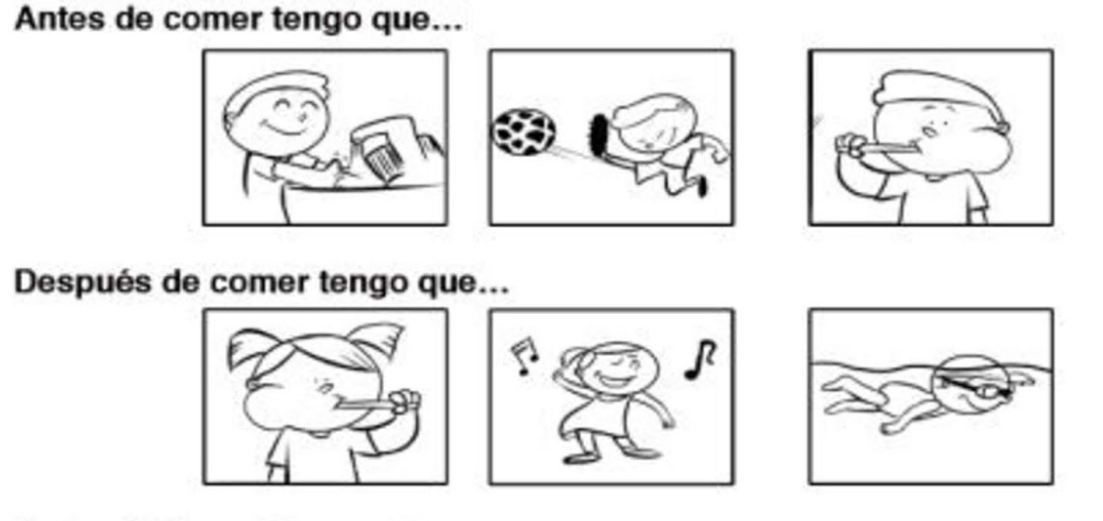 Antes de comer tengo que...
Después de comer tengo que...